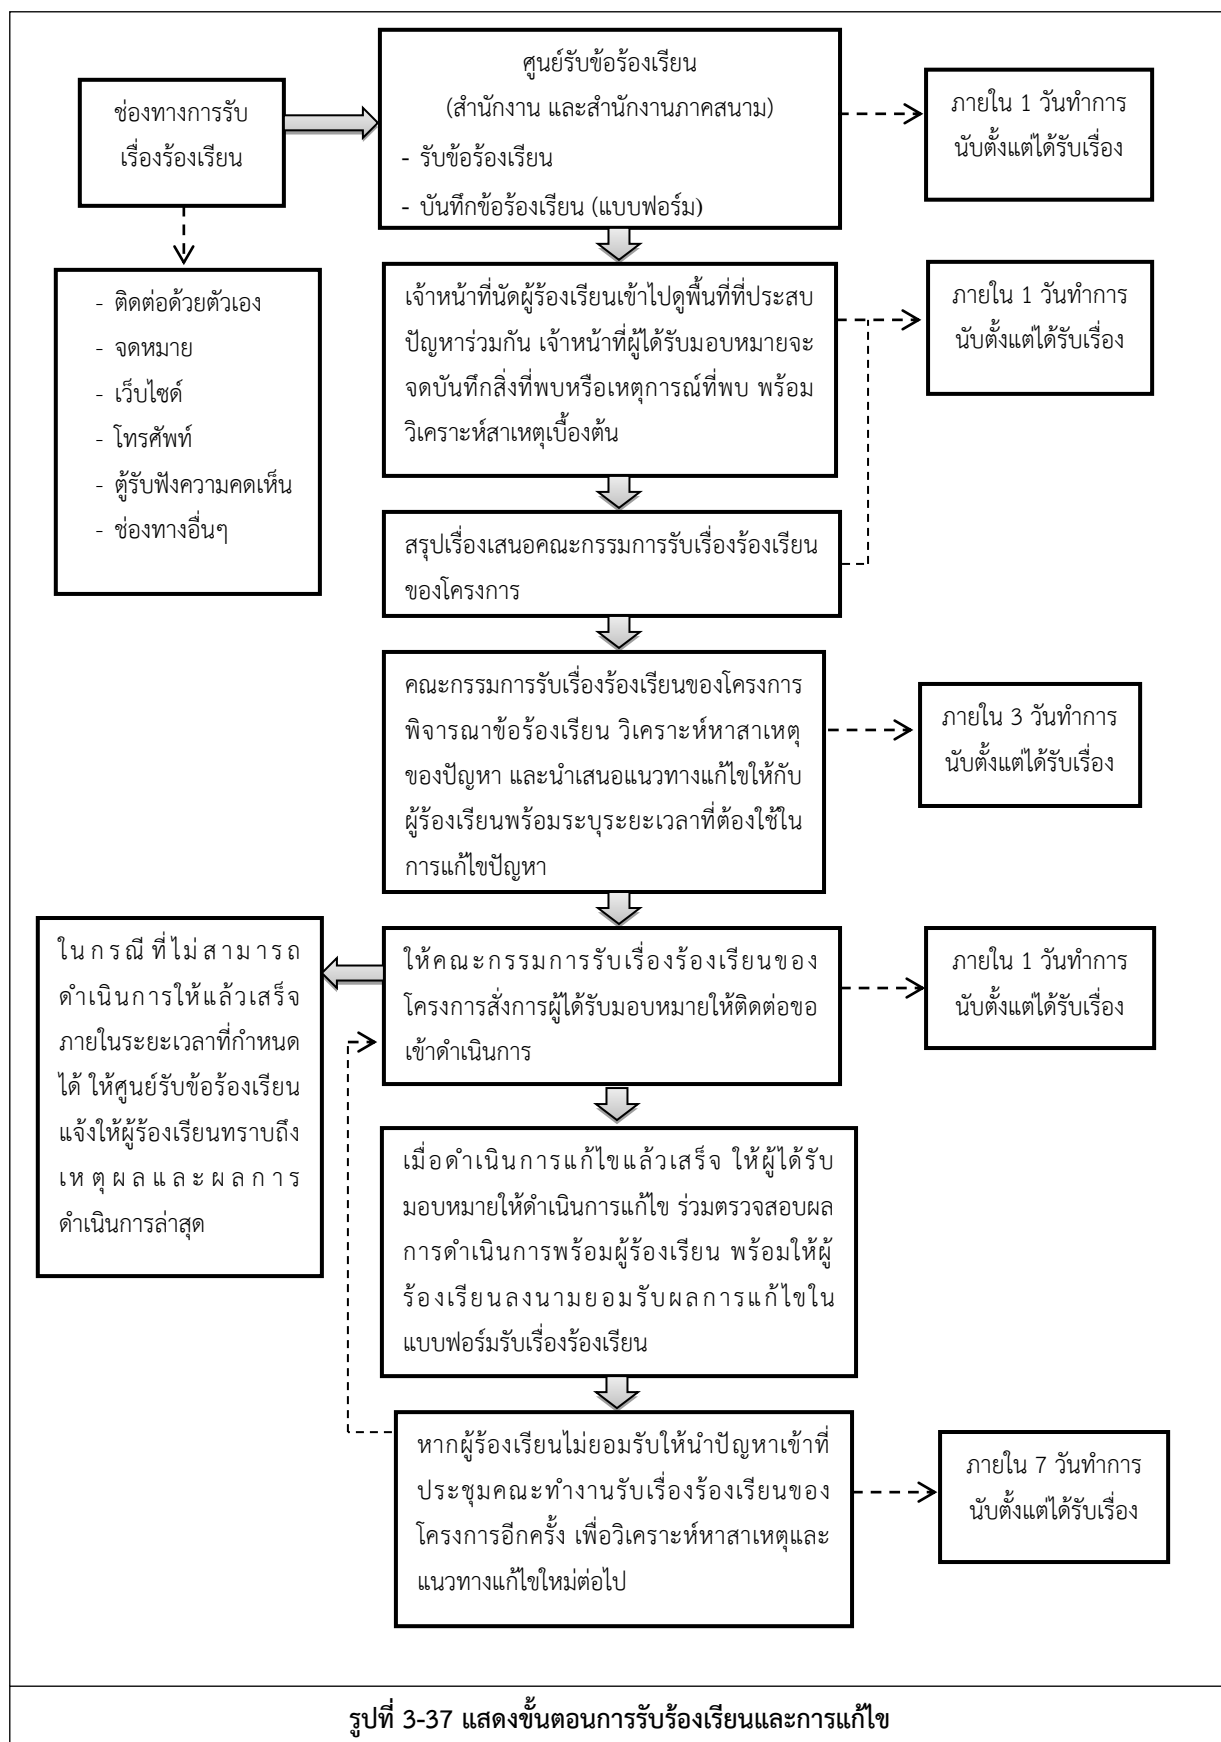 ช่องทางการรับ
เรื่องร้องเรียน
ศูนย์รับข้อร้องเรียน
(สำนักงาน และสำนักงานภาคสนาม)
- รับข้อร้องเรียน
- บันทึกข้อร้องเรียน (แบบฟอร์ม)
ภายใน 1 วันทำการ
นับตั้งแต่ได้รับเรื่อง
- ติดต่อด้วยตัวเอง
- จดหมาย
- เว็บไซด์
- โทรศัพท์
- ตู้รับฟังความคดเห็น
- ช่องทางอื่นๆ
เจ้าหน้าที่นัดผู้ร้องเรียนเข้าไปดูพื้นที่ที่ประสบ
ปัญหาร่วมกัน เจ้าหน้าที่ผู้ได้รับมอบหมายจะ
จดบันทึกสิ่งที่พบหรือเหตุการณ์ที่พบ พร้อม
วิเคราะห์สาเหตุเบื้องต้น
ภายใน 1 วันทำการ
นับตั้งแต่ได้รับเรื่อง
สรุปเรื่องเสนอคณะกรรมการรับเรื่องร้องเรียน
ของโครงการ
คณะกรรมการรับเรื่องร้องเรียนของโครงการ
พิจารณาข้อร้องเรียน วิเคราะห์หาสาเหตุ
ของปัญหา และนำเสนอแนวทางแก้ไขให้กับ
ผู้ร้องเรียนพร้อมระบุระยะเวลาที่ต้องใช้ใน
การแก้ไขปัญหา
ภายใน 3 วันทำการ
นับตั้งแต่ได้รับเรื่อง
ในกรณีที่ไม่สามารถ
ดำเนินการให้แล้วเสร็จ
ภายในระยะเวลาที่กำหนด
ได้ ให้ศูนย์รับข้อร้องเรียน
แจ้งให้ผู้ร้องเรียนทราบถึง
เหตุผลและผลการ
ดำเนินการล่าสุด
ให้คณะกรรมการรับเรื่องร้องเรียนของ
โครงการสั่งการผู้ได้รับมอบหมายให้ติดต่อขอ
เข้าดำเนินการ
ภายใน 1 วันทำการ
นับตั้งแต่ได้รับเรื่อง
เมื่อดำเนินการแก้ไขแล้วเสร็จ ให้ผู้ได้รับ
มอบหมายให้ดำเนินการแก้ไข ร่วมตรวจสอบผล
การดำเนินการพร้อมผู้ร้องเรียน พร้อมให้ผู้
ร้องเรียนลงนามยอมรับผลการแก้ไขใน
แบบฟอร์มรับเรื่องร้องเรียน
หากผู้ร้องเรียนไม่ยอมรับให้นำปัญหาเข้าที่
ประชุมคณะทำงานรับเรื่องร้องเรียนของ
โครงการอีกครั้ง เพื่อวิเคราะห์หาสาเหตุและ
แนวทางแก้ไขใหม่ต่อไป
ภายใน 7 วันทำการ
นับตั้งแต่ได้รับเรื่อง
รูปที่ 3-37 แสดงขั้นตอนการรับร้องเรียนและการแก้ไข